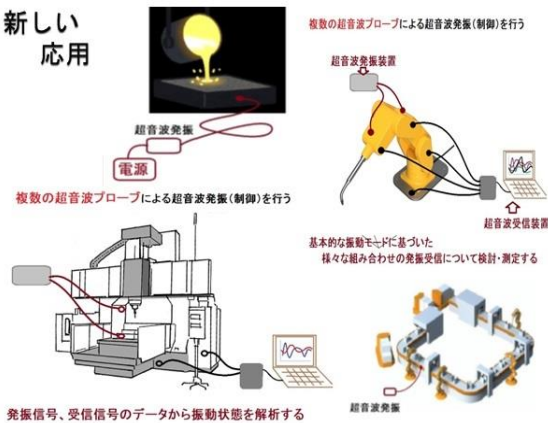 新しい
応用
超音波発振
電源
複数の超音波プローブによる超音波発振(制御)を行う
発振信号、受信信号のデータから振動状態を解析する
複数の超音波プローブによる超音波発振(制御)を行う
超音波発振装置
超音波受信装置
基本的な振動モードに基づいた
様々な組み合わせの発振受信について検討・測定する
超音波発振